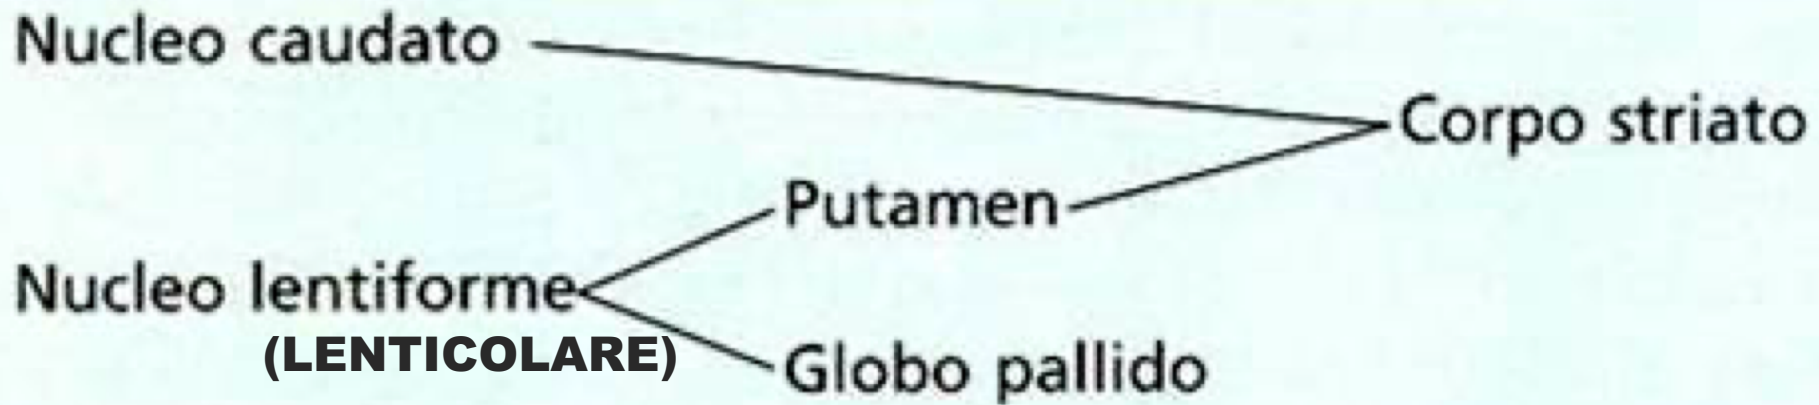 Nucleo caudato
Corpo striato
Putamen
Nucleo lentiforme
(LENTICOLARE)
Globo pallido